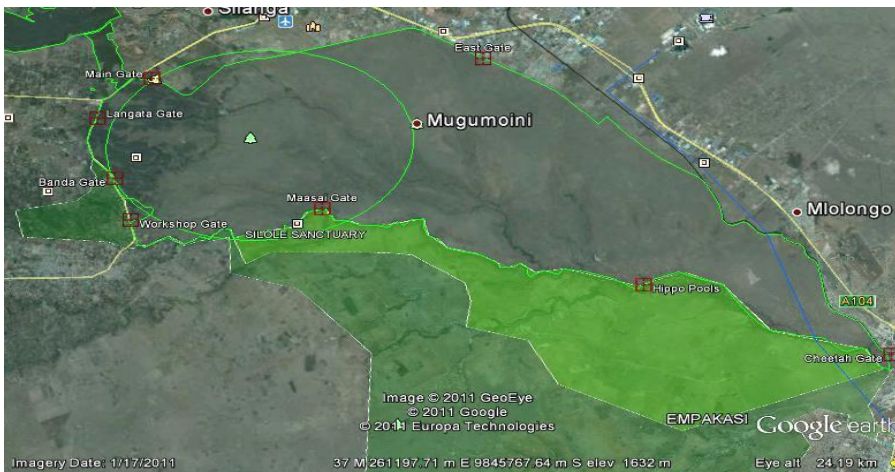 Silanga
East Gate
Main Gate
Langata Gate
Mugumoini
Banda Gate
Maasai Gate
Workshop Gate
SILOLE SANCTUARY
Mlolongo
Hippo Pools
A104
Cheetah Gate
Image © 2011 GeoEye
© 2011 Google
© 2011 Europa Technologies
EMPAKASI
Google earth
Imagery Date: 1/17/2011
37 M 261197.71 m E 9845767.64 m S elev 1632 m
Eye alt 24.19 km